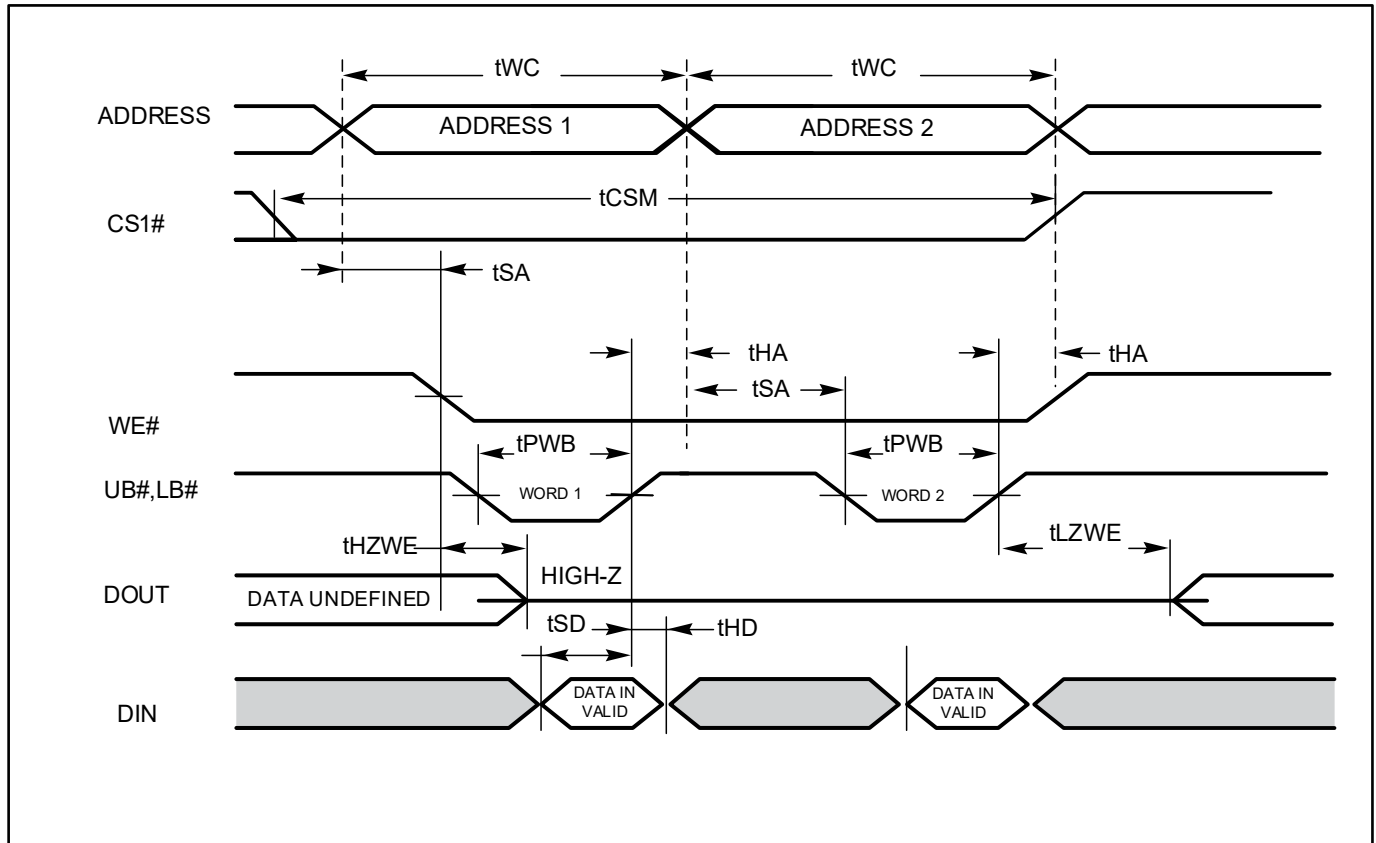 tWC
tWC
ADDRESS
ADDRESS 1
ADDRESS 2
tCSM
CS1#
tSA
tHA
tHA
tSA
WE#
tPWB
tPWB
UB#,LB#
WORD 1
WORD 2
tHZWE
tLZWE
HIGH-Z
DOUT
DATA UNDEFINED
tSD
tHD
DIN
DATA IN
VALID
DATA IN
VALID